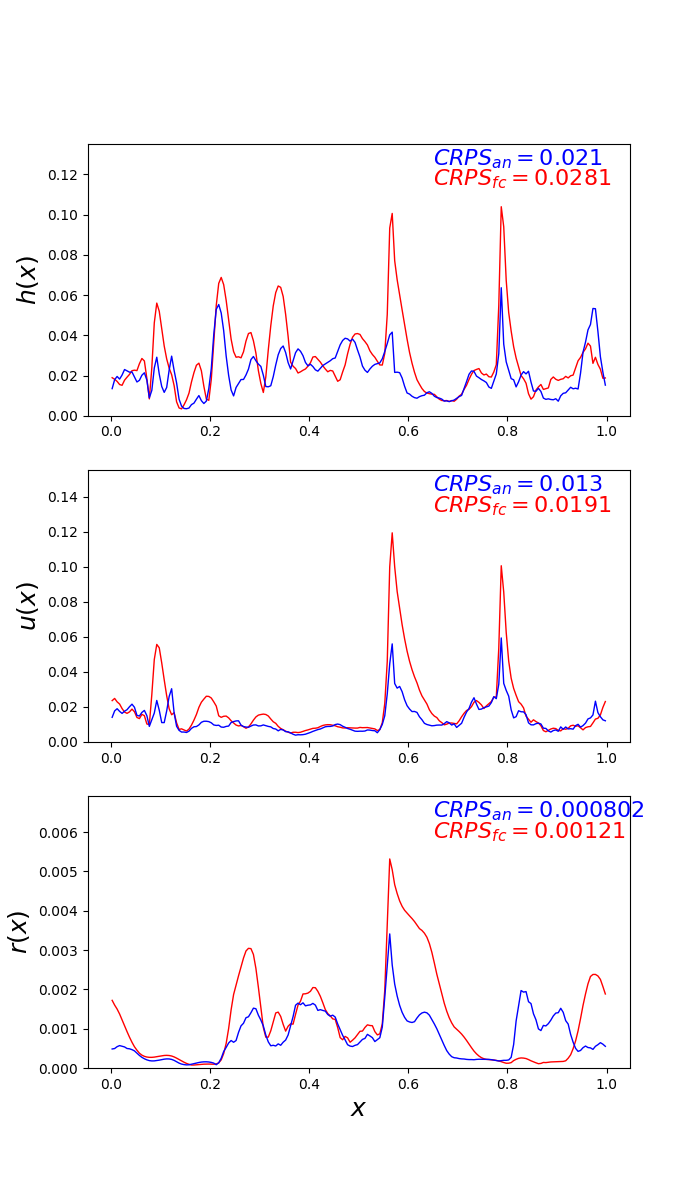 CRPS_an = 0.021
CRPS_fc = 0.0281
0.12
0.10
0.08
0.06
0.04
0.02
0.00
h(x)
0.0 0.2 0.4 0.6 0.8 1.0
CRPS_an = 0.013
CRPS_fc = 0.0191
0.14
0.12
0.10
0.08
0.06
0.04
0.02
0.00
u(x)
0.0 0.2 0.4 0.6 0.8 1.0
CRPS_an = 0.000802
CRPS_fc = 0.00121
0.006
0.005
0.004
0.003
0.002
0.001
0.000
r(x)
0.0 0.2 0.4 0.6 0.8 1.0
x